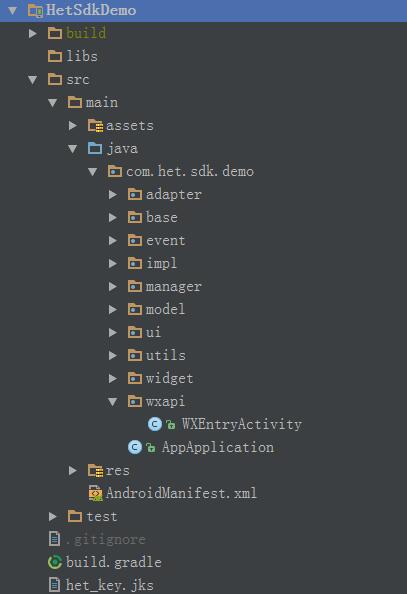 HetSdkDemo
build
libs
src
main
assets
java
com.het.sdk.demo
adapter
base
event
impl
manager
model
ui
utils
widget
wxapi
WXEntryActivity
AppApplication
res
AndroidManifest.xml
test
.gitignore
build.gradle
het_key.jks